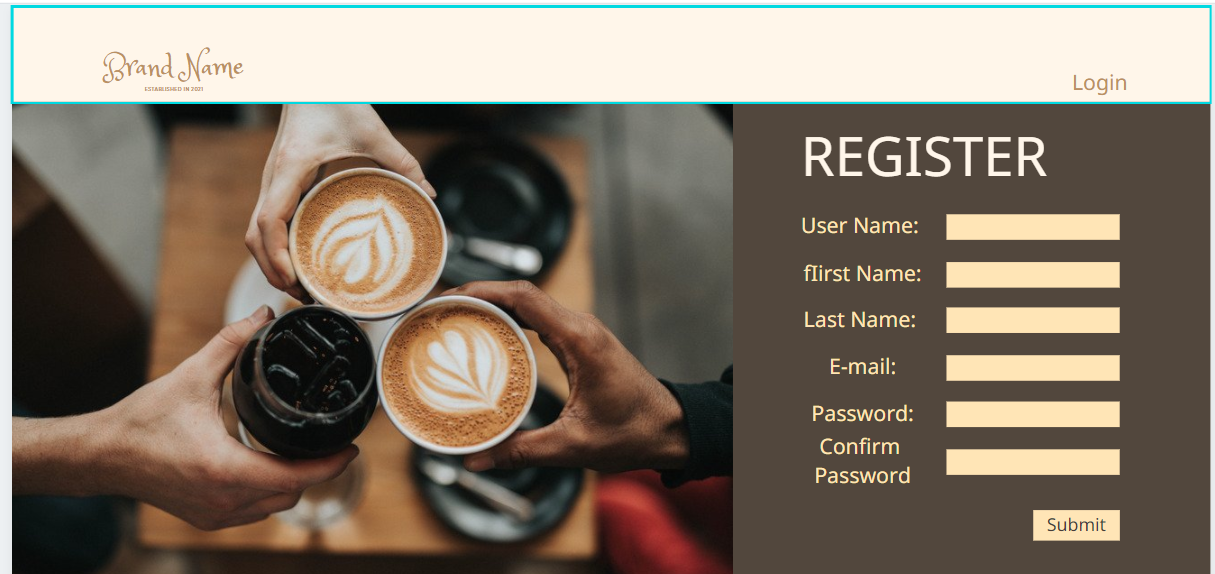 Brand Name
ESTABLISHED IN 2021
Login
REGISTER
User Name:
fIirst Name:
Last Name:
E-mail:
Password:
Confirm
Password
Submit